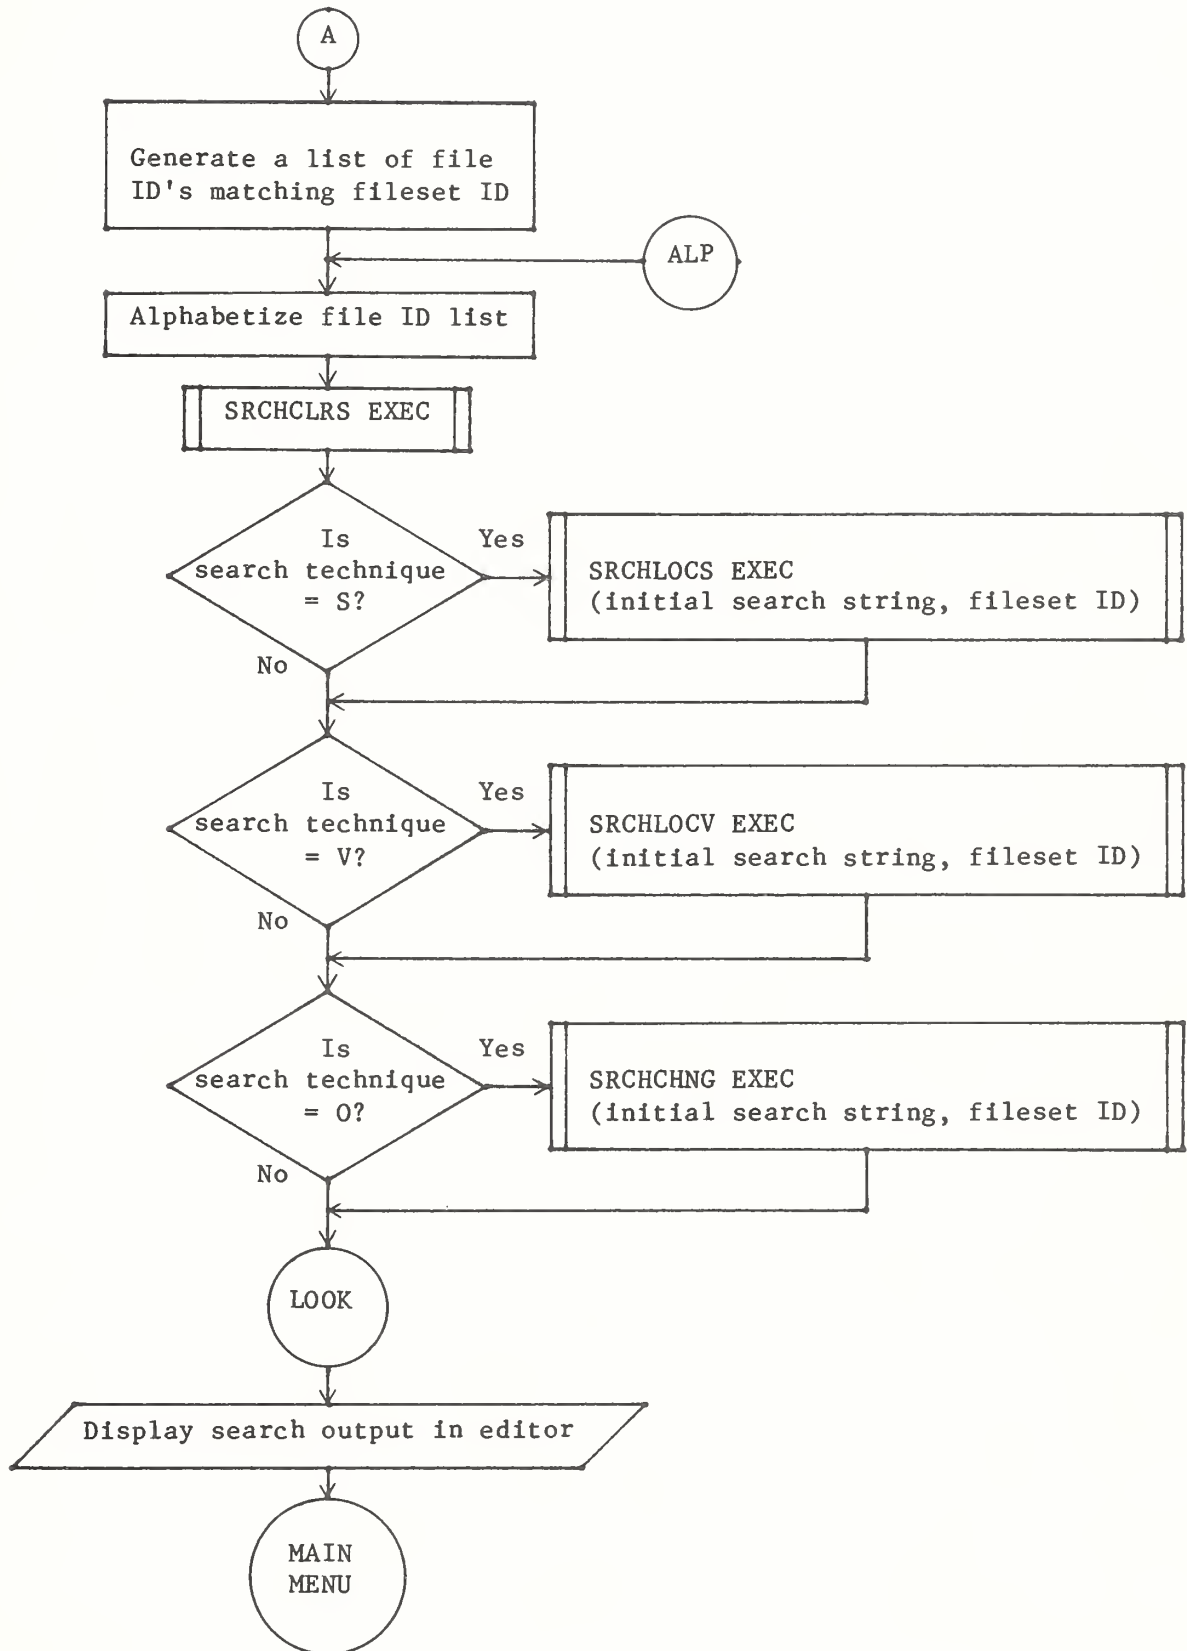 A
Generate a list of file
ID's matching fileset ID
ALP
Alphabetize file ID list
SRCHCLRS EXEC
Is
search technique
= S?
Yes
SRCHLOCS EXEC
(initial search string, fileset ID)
No
Is
search technique
= V?
Yes
SRCHLOCV EXEC
(initial search string, fileset ID)
No
Is
search technique
= O?
Yes
SRCHCHNG EXEC
(initial search string, fileset ID)
No
LOOK
Display search output in editor
MAIN
MENU